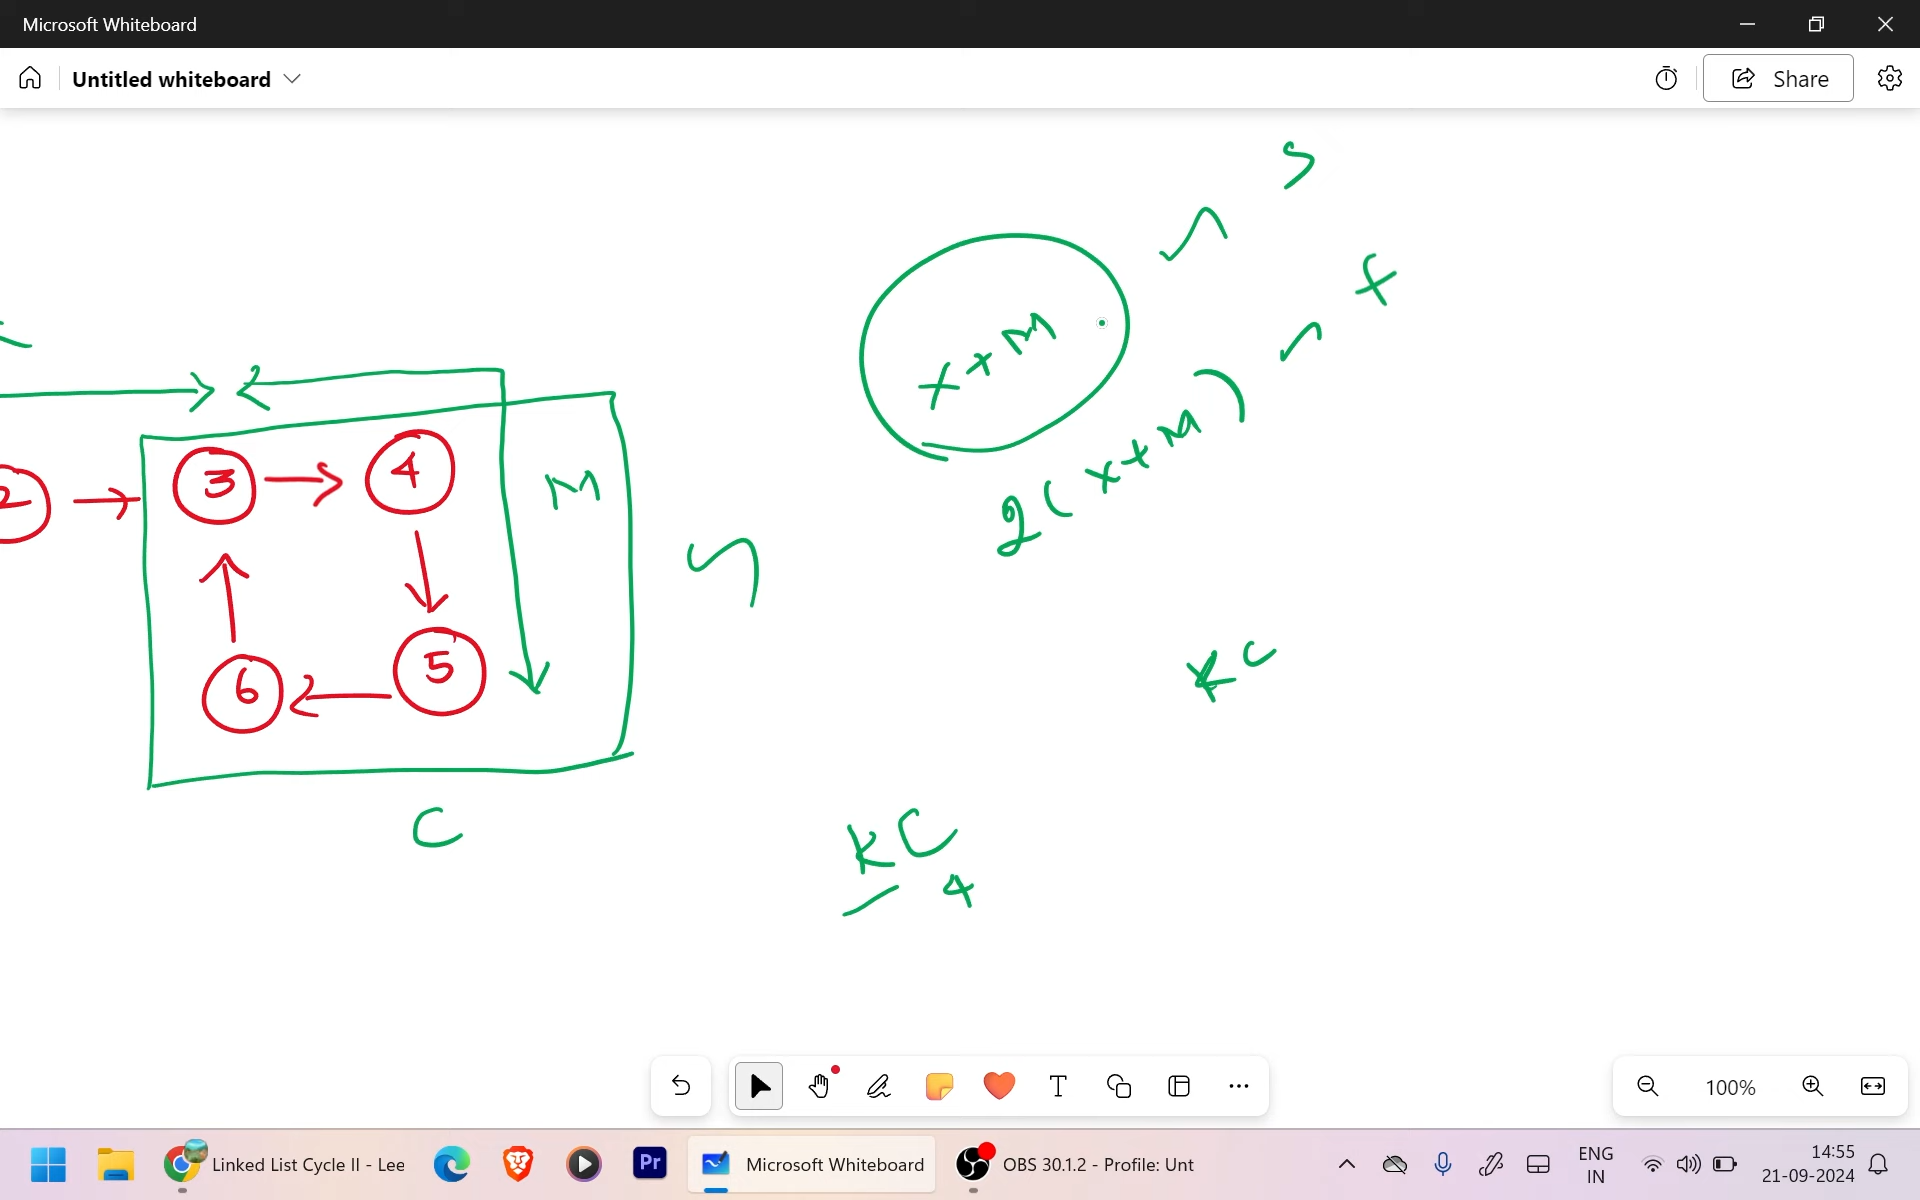 Microsoft Whiteboard
Untitled whiteboard
Share
s
x+M
f
2(x+M)
2
3
4
M
6
5
KC
C
KC
4
T
100%
Linked List Cycle II - Lee
Pr
Microsoft Whiteboard
OBS 30.1.2 - Profile: Unt
ENG
IN
14:55
21-09-2024